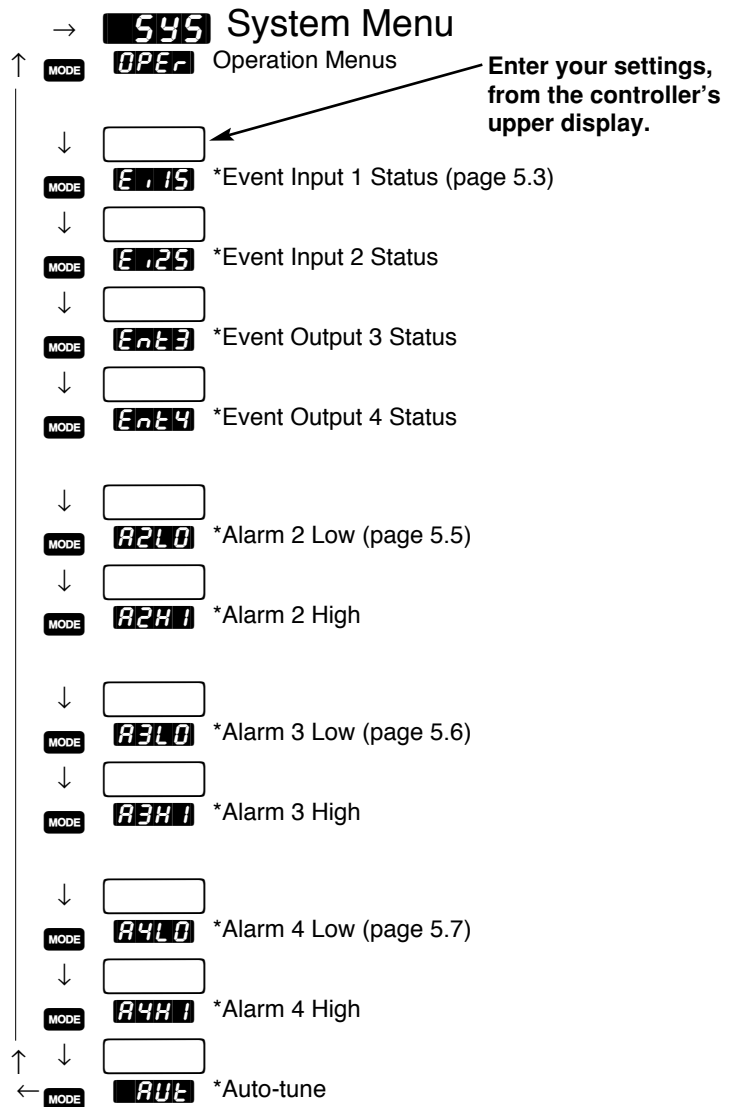 → SYS System Menu
↑ MODE OPEr Operation Menus
Enter your settings,
from the controller's
upper display.
↓
MODE Ei1S *Event Input 1 Status (page 5.3)
↓
MODE Ei2S *Event Input 2 Status
↓
MODE Ent3 *Event Output 3 Status
↓
MODE Ent4 *Event Output 4 Status
↓
MODE A2LO *Alarm 2 Low (page 5.5)
↓
MODE A2HI *Alarm 2 High
↓
MODE A3LO *Alarm 3 Low (page 5.6)
↓
MODE A3HI *Alarm 3 High
↓
MODE A4LO *Alarm 4 Low (page 5.7)
↓
MODE A4HI *Alarm 4 High
↑ ↓
← MODE AUt *Auto-tune